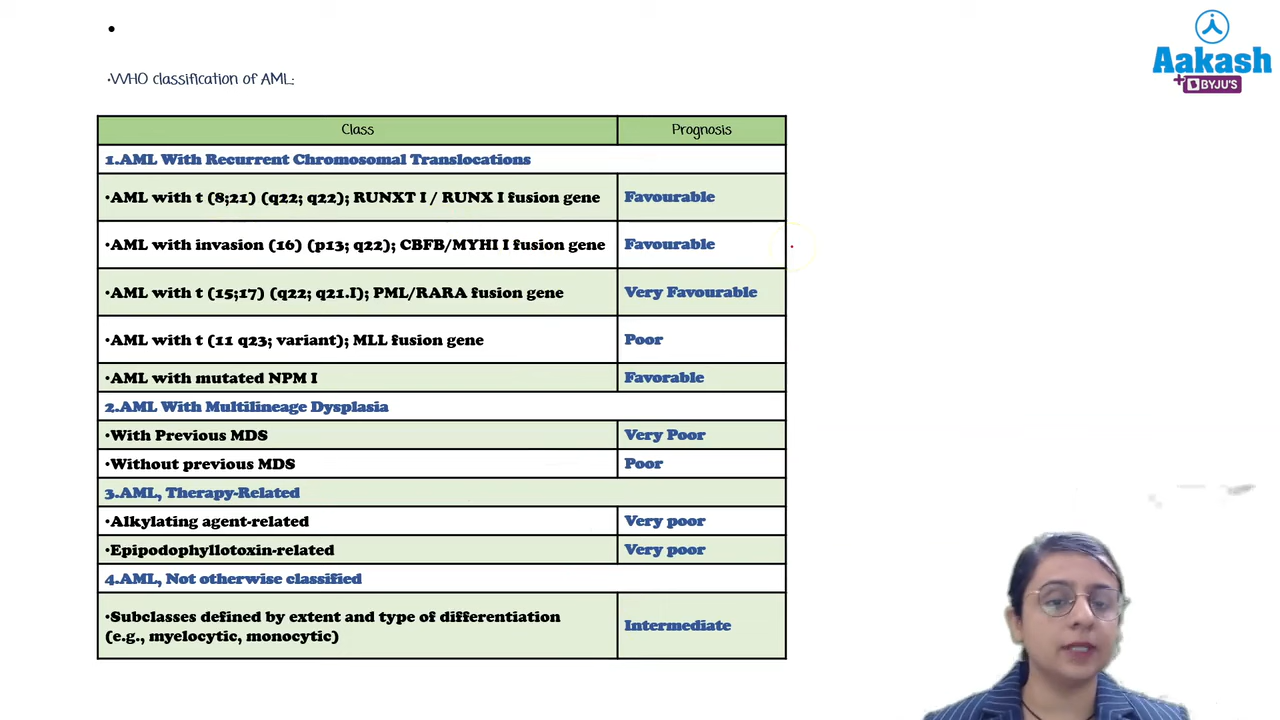 •
Aakash
BYJU'S
•WHO classification of AML:
Class Prognosis
1.AML With Recurrent Chromosomal Translocations
•AML with t (8;21) (q22; q22); RUNXT I / RUNX I fusion gene Favourable
•AML with invasion (16) (p13; q22); CBFB/MYHI I fusion gene Favourable
•AML with t (15;17) (q22; q21.I); PML/RARA fusion gene Very Favourable
•AML with t (11 q23; variant); MLL fusion gene Poor
•AML with mutated NPM I Favorable
2.AML With Multilineage Dysplasia
•With Previous MDS Very Poor
•Without previous MDS Poor
3.AML, Therapy-Related
•Alkylating agent-related Very poor
•Epipodophyllotoxin-related Very poor
4.AML, Not otherwise classified
•Subclasses defined by extent and type of differentiation
(e.g., myelocytic, monocytic) Intermediate